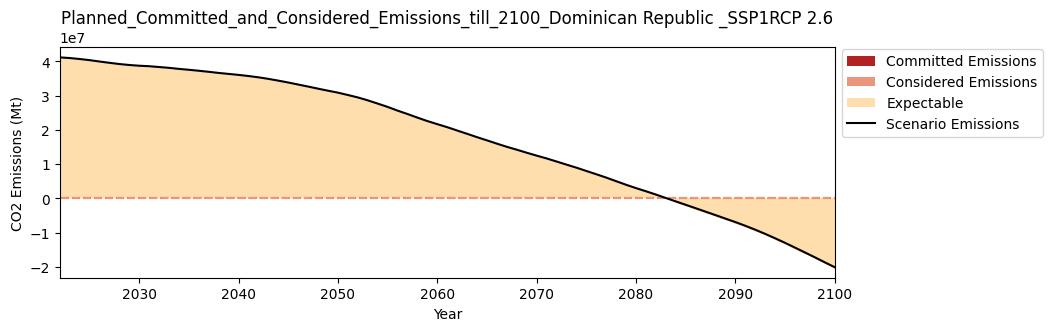 Planned_Committed_and_Considered_Emissions_till_2100_Dominican Republic _SSP1RCP 2.6
1e7
4
3
2
1
0
−1
−2
CO2 Emissions (Mt)
2030 2040 2050 2060 2070 2080 2090 2100
Year
Committed Emissions
Considered Emissions
Expectable
Scenario Emissions